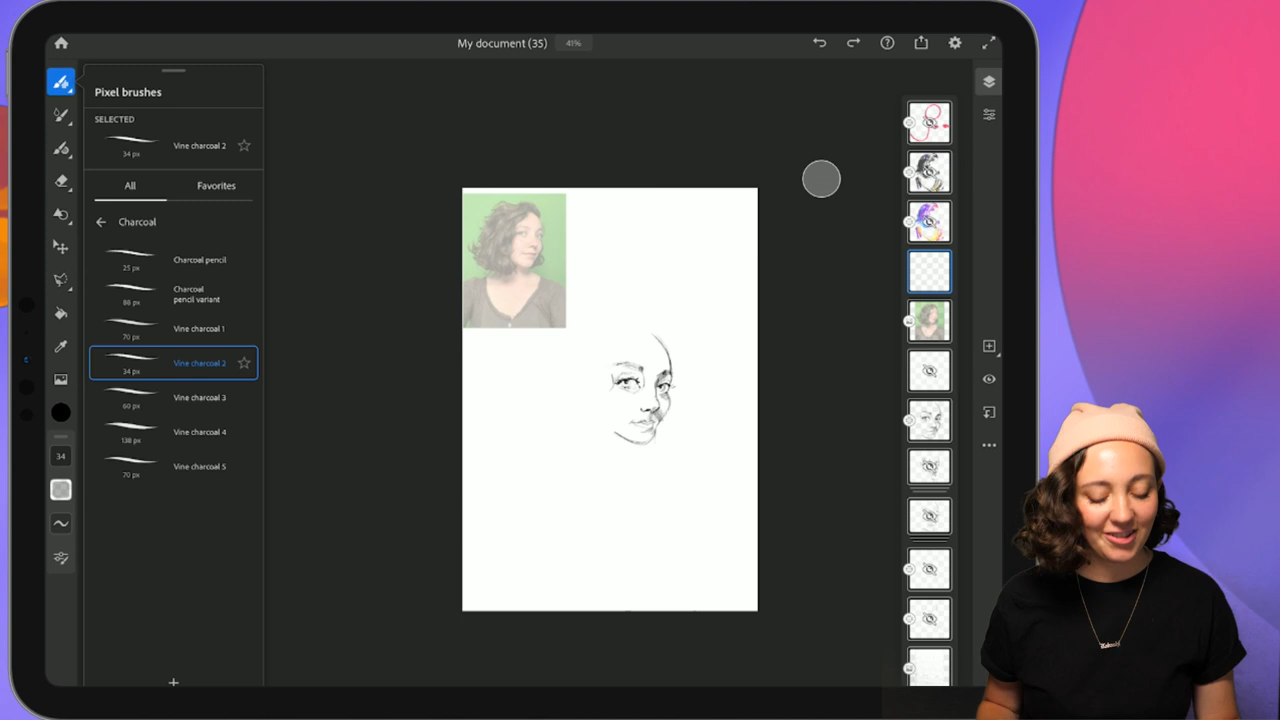 My document (35)
41%
Pixel brushes
SELECTED
34 px
Vine charcoal 2
All
Favorites
Charcoal
25 px
Charcoal pencil
88 px
Charcoal
pencil variant
70 px
Vine charcoal 1
34 px
Vine charcoal 2
60 px
Vine charcoal 3
138 px
Vine charcoal 4
70 px
Vine charcoal 5
34